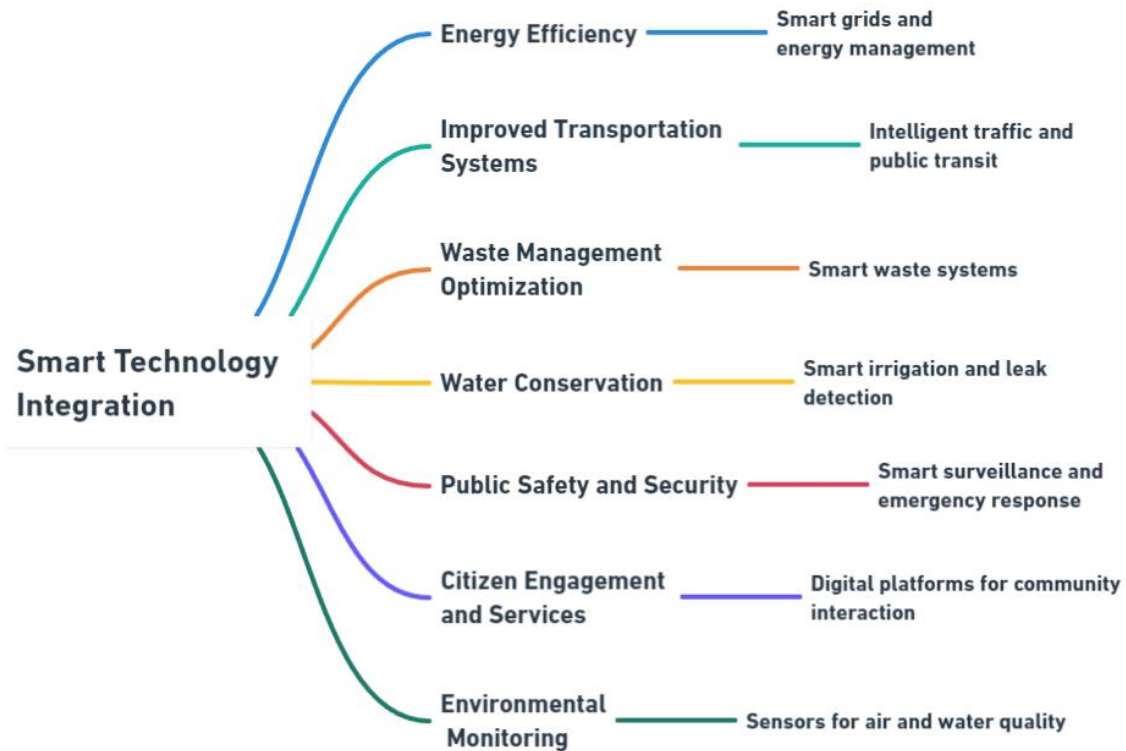 Smart Technology
Integration
Energy Efficiency
Smart grids and
energy management
Improved Transportation
Systems
Intelligent traffic and
public transit
Waste Management
Optimization
Smart waste systems
Water Conservation
Smart irrigation and leak
detection
Public Safety and Security
Smart surveillance and
emergency response
Citizen Engagement
and Services
Digital platforms for community
interaction
Environmental
Monitoring
Sensors for air and water quality